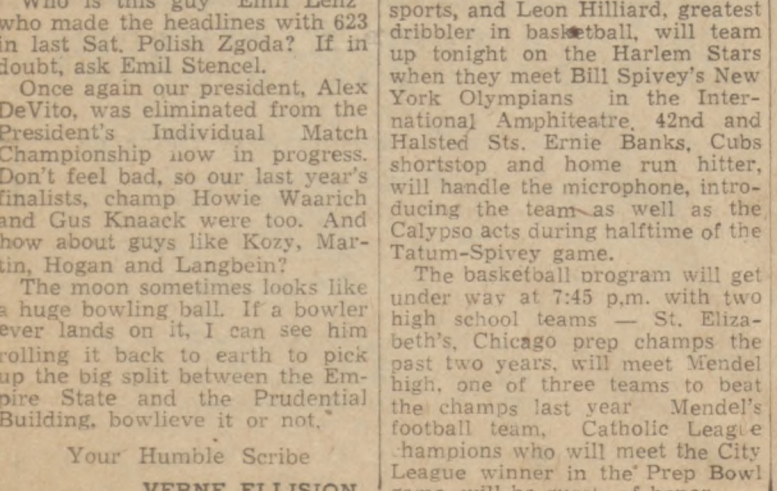 Who is this guy "Emil Lenz"
who made the headlines with 623
in last Sat. Polish Zgoda? If in
doubt, ask Emil Stencel.
Once again our president, Alex
DeVito, was eliminated from the
President's Individual Match
Championship now in progress.
Don't feel bad, so our last year's
finalists, champ Howie Waarich
and Gus Knaack were too. And
how about guys like Kozy, Mar-
tin, Hogan and Langbein?
The moon sometimes looks like
a huge bowling ball. If a bowler
ever lands on it, I can see him
rolling it back to earth to pick
up the big split between the Em-
pire State and the Prudential
Building, bowlieve it or not."
Your Humble Scribe
VERNE ELLISION
sports, and Leon Hilliard, greatest
dribbler in basketball, will team
up tonight on the Harlem Stars
when they meet Bill Spivey's New
York Olympians in the Inter-
national Amphiteatre, 42nd and
Halsted Sts. Ernie Banks, Cubs
shortstop and home run hitter,
will handle the microphone, intro-
ducing the team as well as the
Calypso acts during halftime of the
Tatum-Spivey game.
The basketball program will get
under way at 7:45 p.m. with two
high school teams — St. Eliza-
beth's, Chicago prep champs the
past two years, will meet Mendel
high, one of three teams to beat
the champs last year Mendel's
football team, Catholic League
champions who will meet the City
League winner in the Prep Bowl